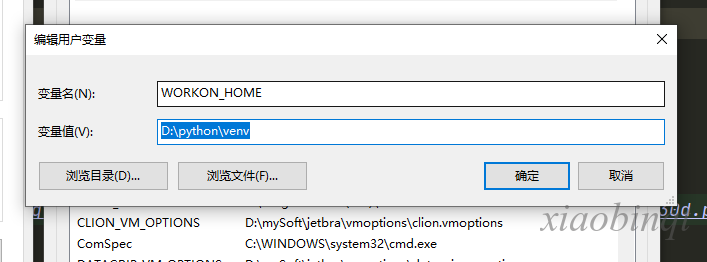 编辑用户变量
变量名(N):
WORKON_HOME
变量值(V):
D:\python\venv
浏览目录(D)...
浏览文件(F)...
确定
取消
CLION_VM_OPTIONS
D:\mySoft\jetbra\vmoptions\clion.vmoptions
ComSpec
C:\WINDOWS\system32\cmd.exe
xiaobinqi
50d.p